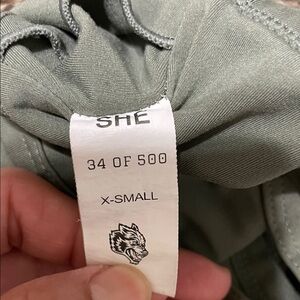 SHE
34 OF 500
X-SMALL